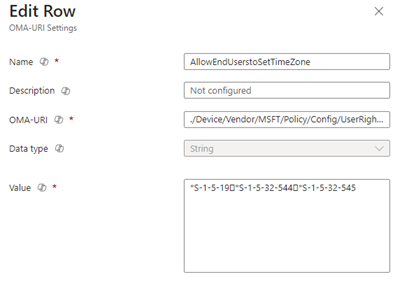 Edit Row
OMA-URI Settings
Name *
AllowEndUserstoSetTimeZone
Description
Not configured
OMA-URI *
./Device/Vendor/MSFT/Policy/Config/UserRigh...
Data type
String
Value *
*S-1-5-19▯*S-1-5-32-544▯*S-1-5-32-545